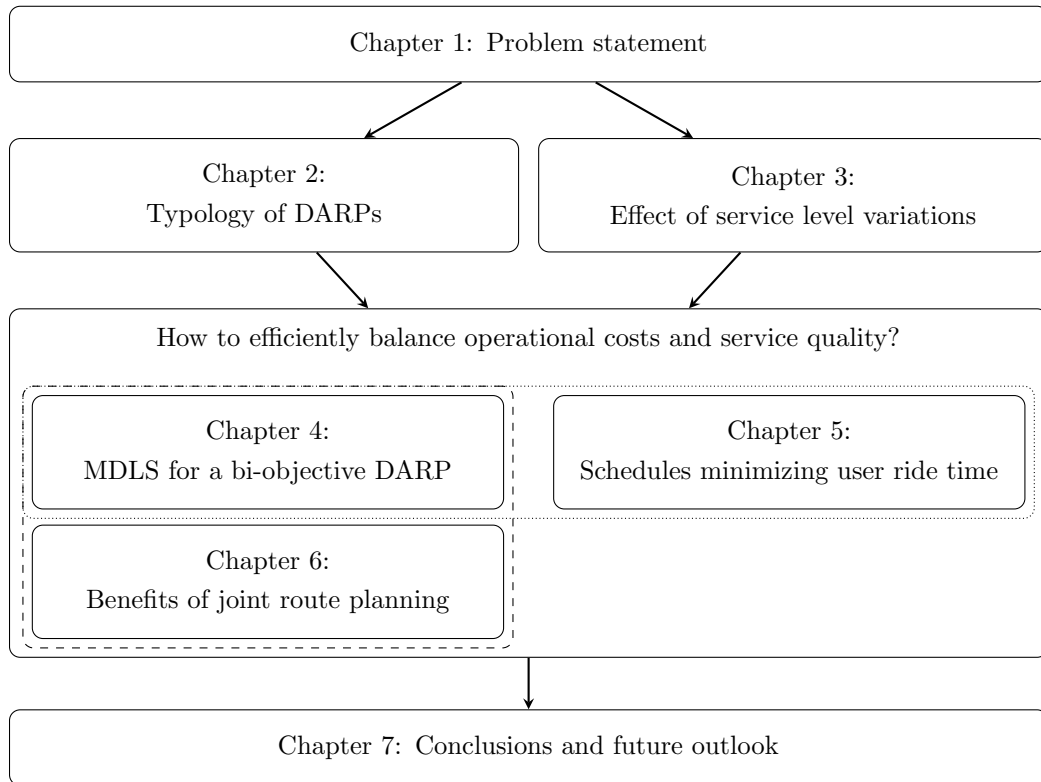 Chapter 1: Problem statement
Chapter 2:
Typology of DARPs
Chapter 3:
Effect of service level variations
How to efficiently balance operational costs and service quality?
Chapter 4:
MDLS for a bi-objective DARP
Chapter 5:
Schedules minimizing user ride time
Chapter 6:
Benefits of joint route planning
Chapter 7: Conclusions and future outlook